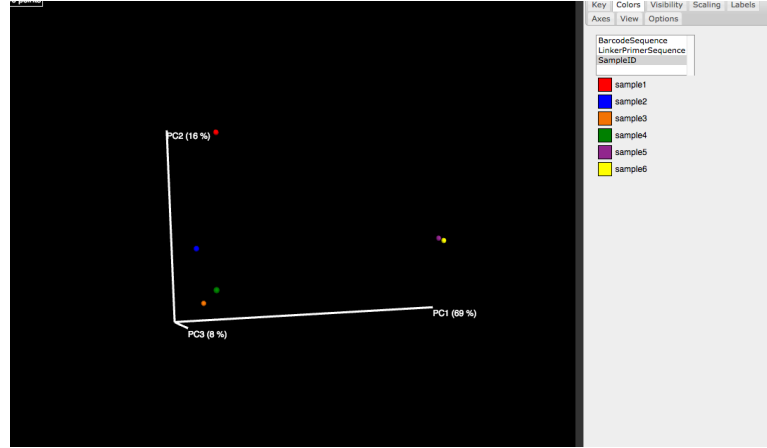 points
Key Colors Visibility Scaling Labels
Axes View Options
BarcodeSequence
LinkerPrimerSequence
SampleID
sample1
sample2
sample3
sample4
sample5
sample6
PC2 (16 %)
PC1 (69 %)
PC3 (8 %)